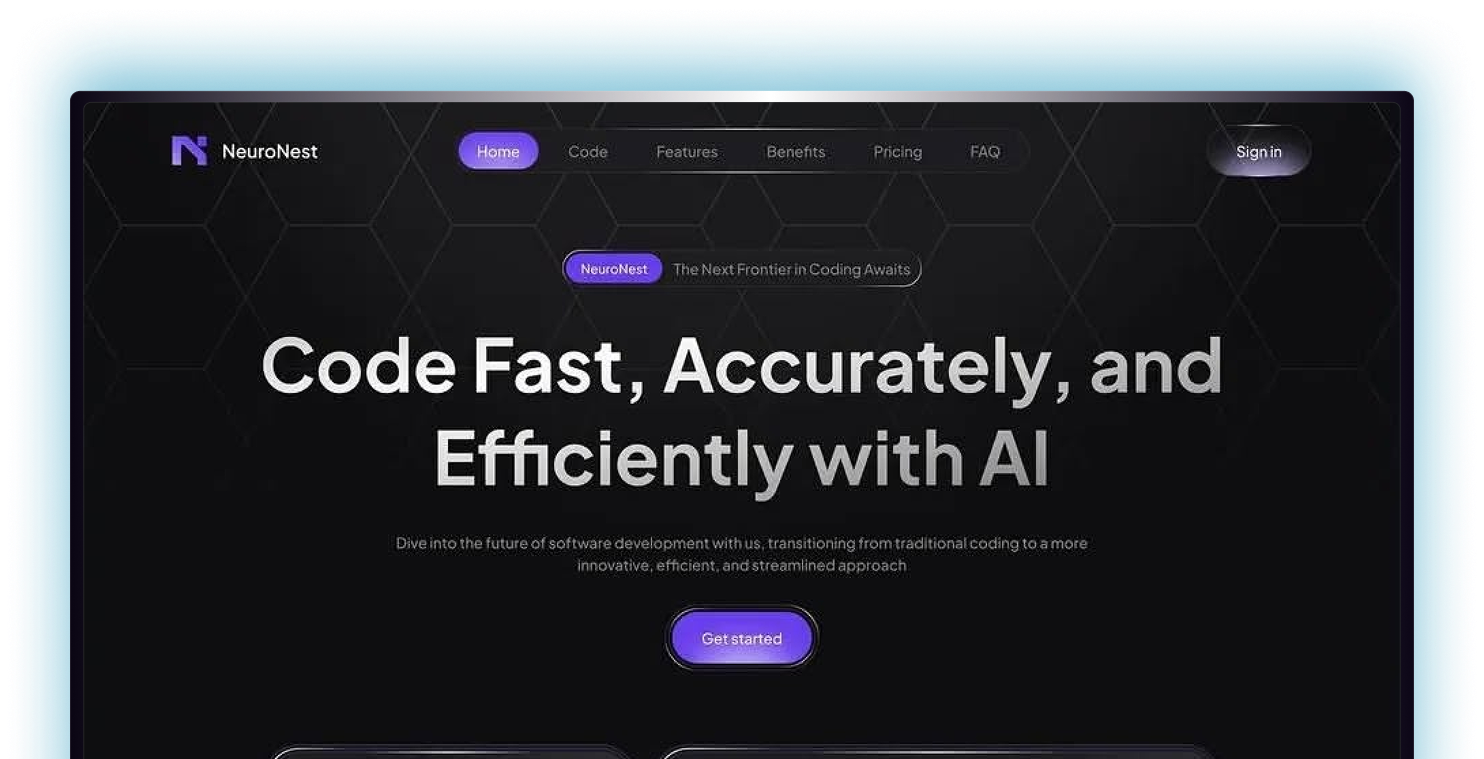 NeuroNest
Home Code Features Benefits Pricing FAQ
Sign in
NeuroNest The Next Frontier in Coding Awaits
Code Fast, Accurately, and
Efficiently with AI
Dive into the future of software development with us, transitioning from traditional coding to a more
innovative, efficient, and streamlined approach
Get started